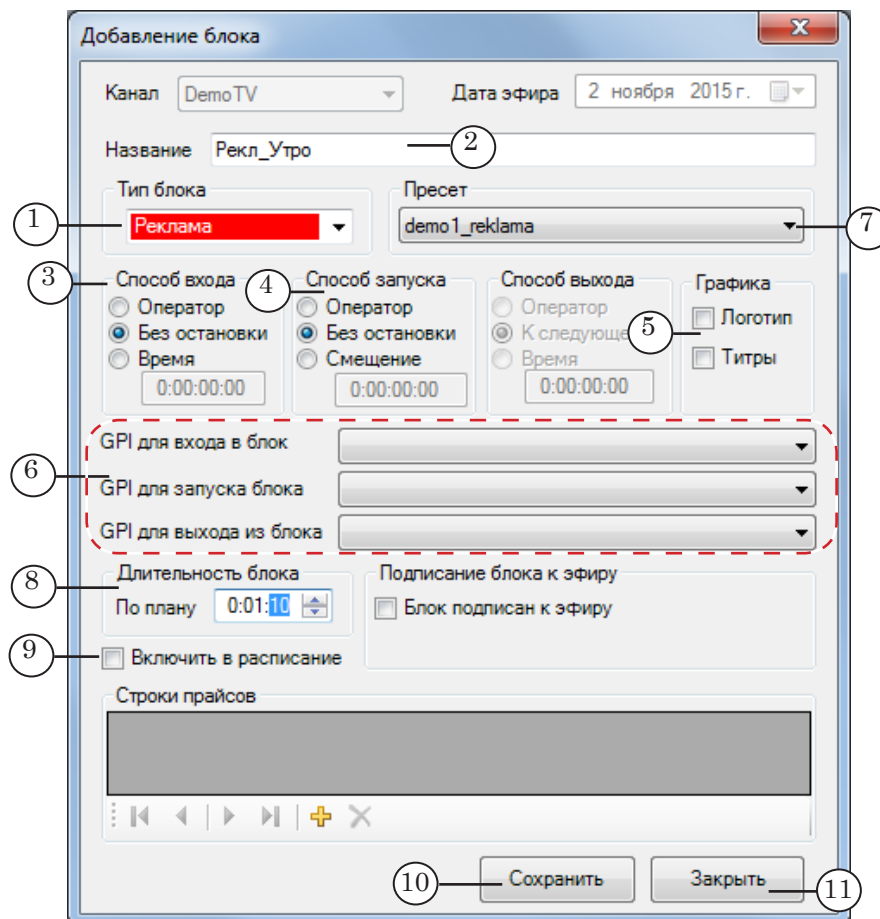 Добавление блока
Канал DemoTV Дата эфира 2 ноября 2015 г.
Название Рекл_Утро 2
Тип блока Пресет
1 Реклама demo1_reklama 7
3 Способ входа 4 Способ запуска Способ выхода Графика
Оператор Оператор Оператор 5 Логотип
Без остановки Без остановки К следующе
Время Смещение Время Титры
0:00:00:00 0:00:00:00 0:00:00:00
GPI для входа в блок
6
GPI для запуска блока
GPI для выхода из блока
8 Длительность блока Подписание блока к эфиру
По плану 0:01:10 Блок подписан к эфиру
9 Включить в расписание
Строки прайсов
10 Сохранить Закрыть 11